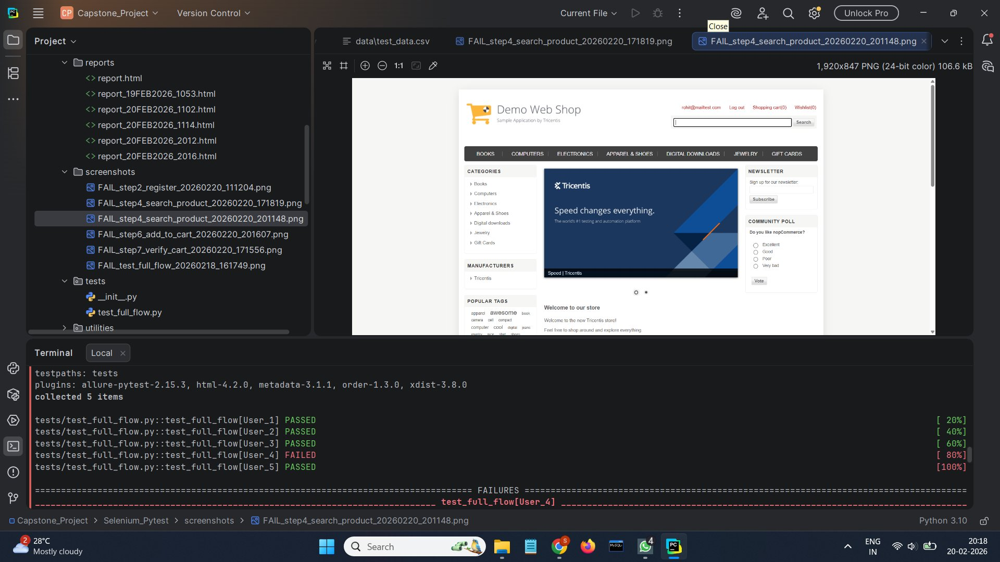 CP Capstone_Project
Version Control
Current File
Unlock Pro
Close
Project
data\test_data.csv
FAIL_step4_search_product_20260220_171819.png
FAIL_step4_search_product_20260220_201148.png
1:1
1,920x847 PNG (24-bit color) 106.6 kB
reports
<> report.html
<> report_19FEB2026_1053.html
<> report_20FEB2026_1102.html
<> report_20FEB2026_1114.html
<> report_20FEB2026_2012.html
<> report_20FEB2026_2016.html
screenshots
FAIL_step2_register_20260220_111204.png
FAIL_step4_search_product_20260220_171819.png
FAIL_step4_search_product_20260220_201148.png
FAIL_step6_add_to_cart_20260220_201607.png
FAIL_step7_verify_cart_20260220_171556.png
FAIL_test_full_flow_20260218_161749.png
tests
__init__.py
test_full_flow.py
utilities
Demo Web Shop
Sample Application by Tricentis
rohit@mailtest.com Log out Shopping cart(0) Wishlist(0)
Search
BOOKS COMPUTERS ELECTRONICS APPAREL & SHOES DIGITAL DOWNLOADS JEWELRY GIFT CARDS
CATEGORIES
Books
Computers
Electronics
Apparel & Shoes
Digital downloads
Jewelry
Gift Cards
MANUFACTURERS
Tricentis
POPULAR TAGS
apparel awesome book
camera cell compact
computer cool digital jeans
jewelry nice shirt shoes
Tricentis
Speed changes everything.
The world's #1 testing and automation platform
Speed | Tricentis
Welcome to our store
Welcome to the new Tricentis store!
Feel free to shop around and explore everything.
NEWSLETTER
Sign up for our newsletter:
Subscribe
COMMUNITY POLL
Do you like nopCommerce?
Excellent
Good
Poor
Very bad
Vote
Terminal
Local
testpaths: tests
plugins: allure-pytest-2.15.3, html-4.2.0, metadata-3.1.1, order-1.3.0, xdist-3.8.0
collected 5 items
tests/test_full_flow.py::test_full_flow[User_1] PASSED [ 20%]
tests/test_full_flow.py::test_full_flow[User_2] PASSED [ 40%]
tests/test_full_flow.py::test_full_flow[User_3] PASSED [ 60%]
tests/test_full_flow.py::test_full_flow[User_4] FAILED [ 80%]
tests/test_full_flow.py::test_full_flow[User_5] PASSED [100%]
==================== FAILURES ====================
____________________ test_full_flow[User_4] ____________________
Capstone_Project > Selenium_Pytest > screenshots > FAIL_step4_search_product_20260220_201148.png
Python 3.10
2
28°C
Mostly cloudy
Search
S
MySQL
4
PC
ENG
IN
20:18
20-02-2026